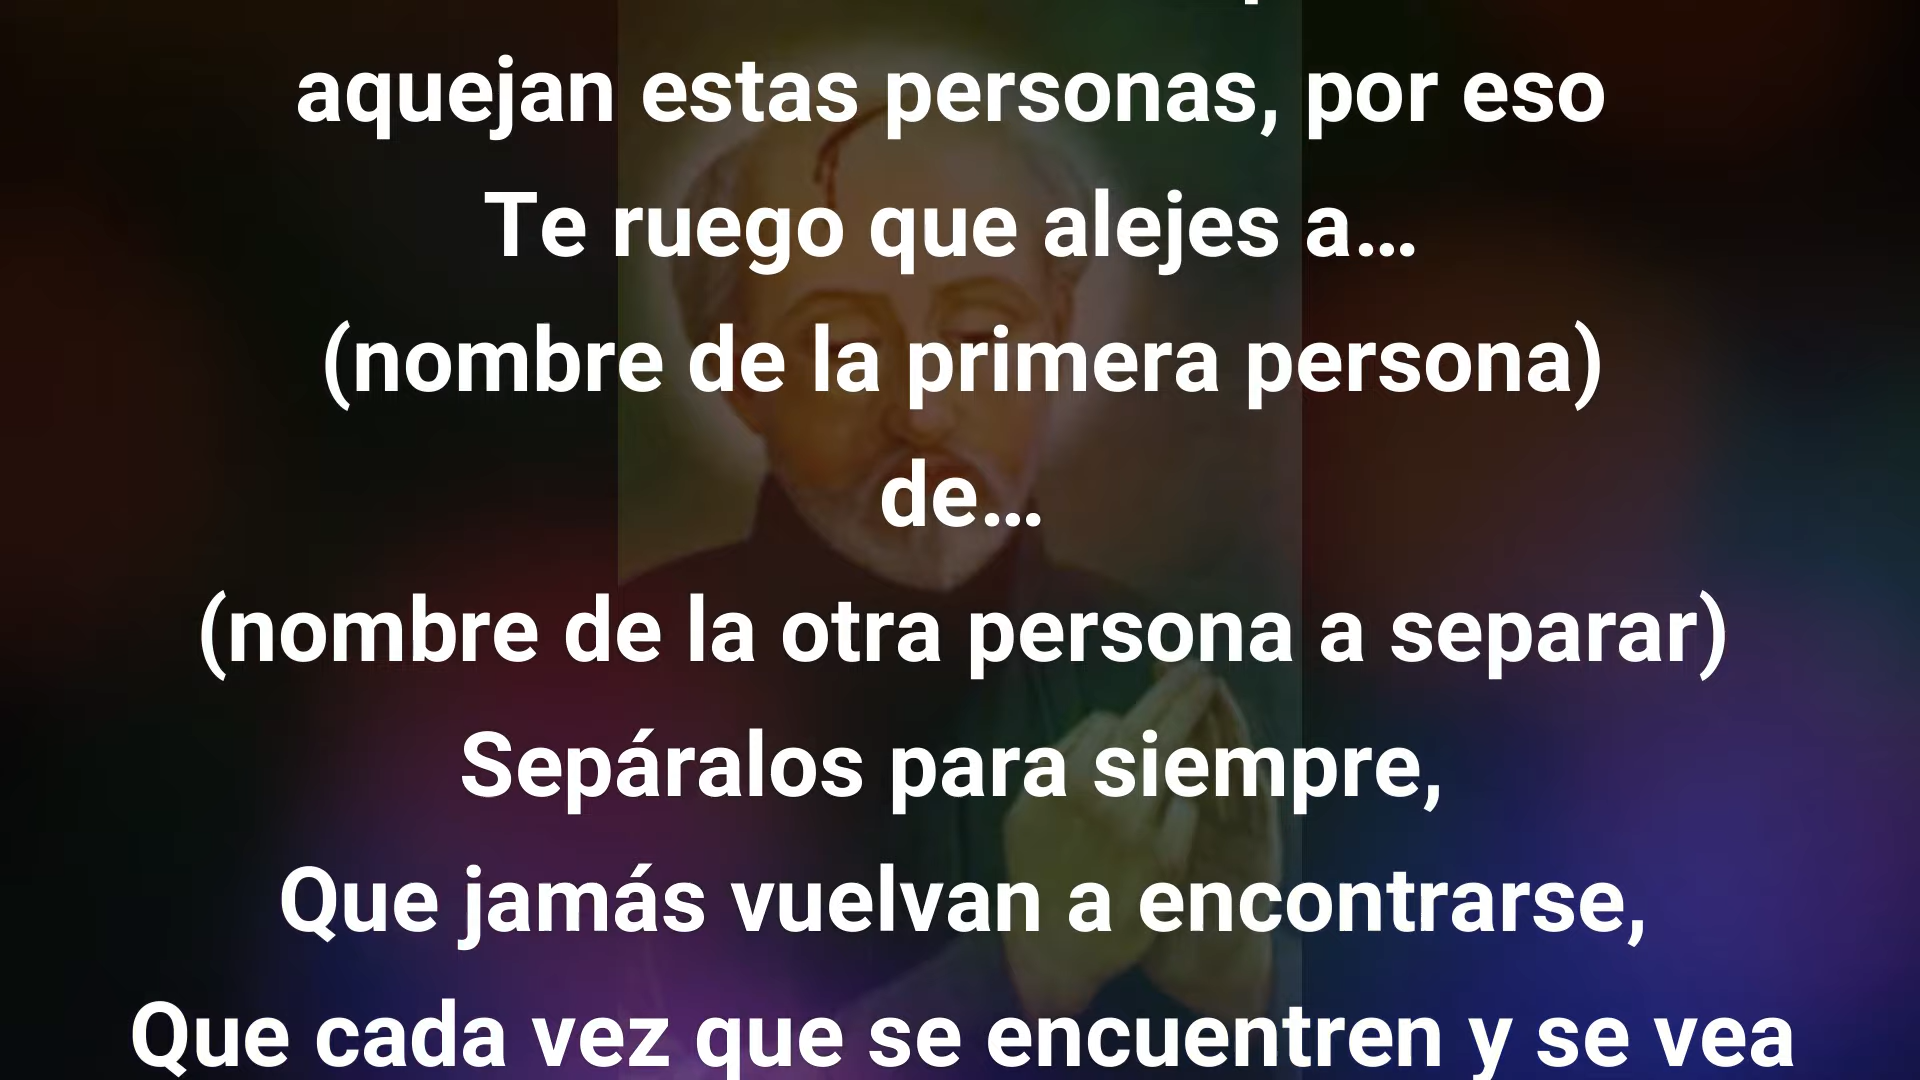 aquejan estas personas, por eso
Te ruego que alejes a…
(nombre de la primera persona)
de…
(nombre de la otra persona a separar)
Sepáralos para siempre,
Que jamás vuelvan a encontrarse,
Que cada vez que se encuentren y se vea